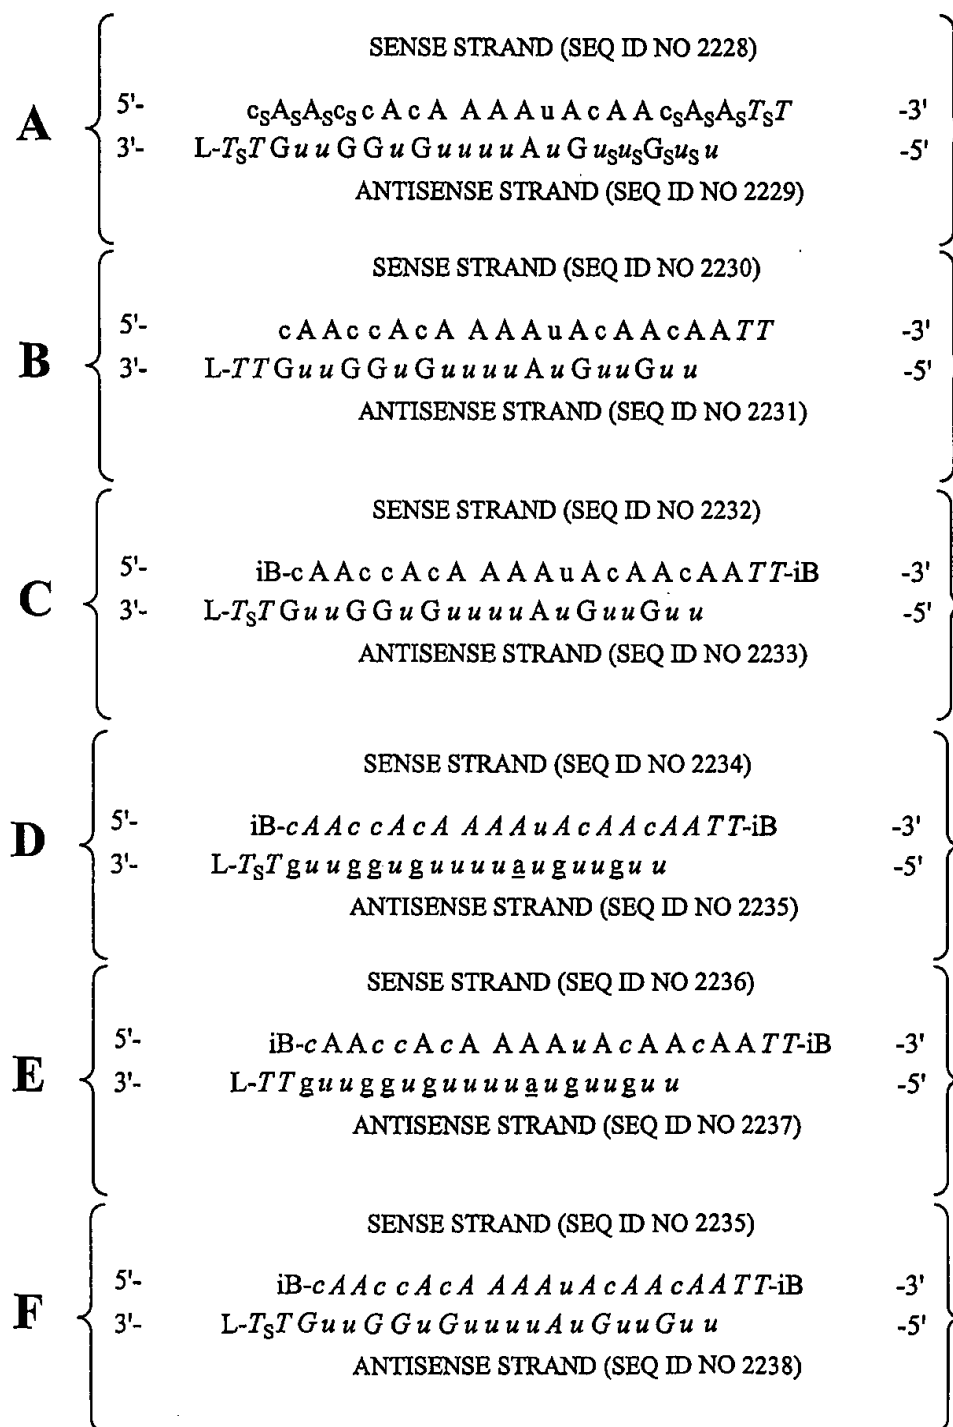 SENSE STRAND (SEQ ID NO 2228)
A
5'- cSASAScS c A c A A A A u A c A A cSASASTST -3'
3'- L-TST G u u G G u G u u u u A u G uSuSGSuS u -5'
ANTISENSE STRAND (SEQ ID NO 2229)
SENSE STRAND (SEQ ID NO 2230)
B
5'- c A A c c A c A A A A u A c A A c A A T T -3'
3'- L-T T G u u G G u G u u u u A u G u u G u u -5'
ANTISENSE STRAND (SEQ ID NO 2231)
SENSE STRAND (SEQ ID NO 2232)
C
5'- iB-c A A c c A c A A A A u A c A A c A A T T-iB -3'
3'- L-TST G u u G G u G u u u u A u G u u G u u -5'
ANTISENSE STRAND (SEQ ID NO 2233)
SENSE STRAND (SEQ ID NO 2234)
D
5'- iB-c A A c c A c A A A A u A c A A c A A T T-iB -3'
3'- L-TST g u u g g u g u u u u a u g u u g u u -5'
ANTISENSE STRAND (SEQ ID NO 2235)
SENSE STRAND (SEQ ID NO 2236)
E
5'- iB-c A A c c A c A A A A u A c A A c A A T T-iB -3'
3'- L-T T g u u g g u g u u u u a u g u u g u u -5'
ANTISENSE STRAND (SEQ ID NO 2237)
SENSE STRAND (SEQ ID NO 2235)
F
5'- iB-c A A c c A c A A A A u A c A A c A A T T-iB -3'
3'- L-TST G u u G G u G u u u u A u G u u G u u -5'
ANTISENSE STRAND (SEQ ID NO 2238)